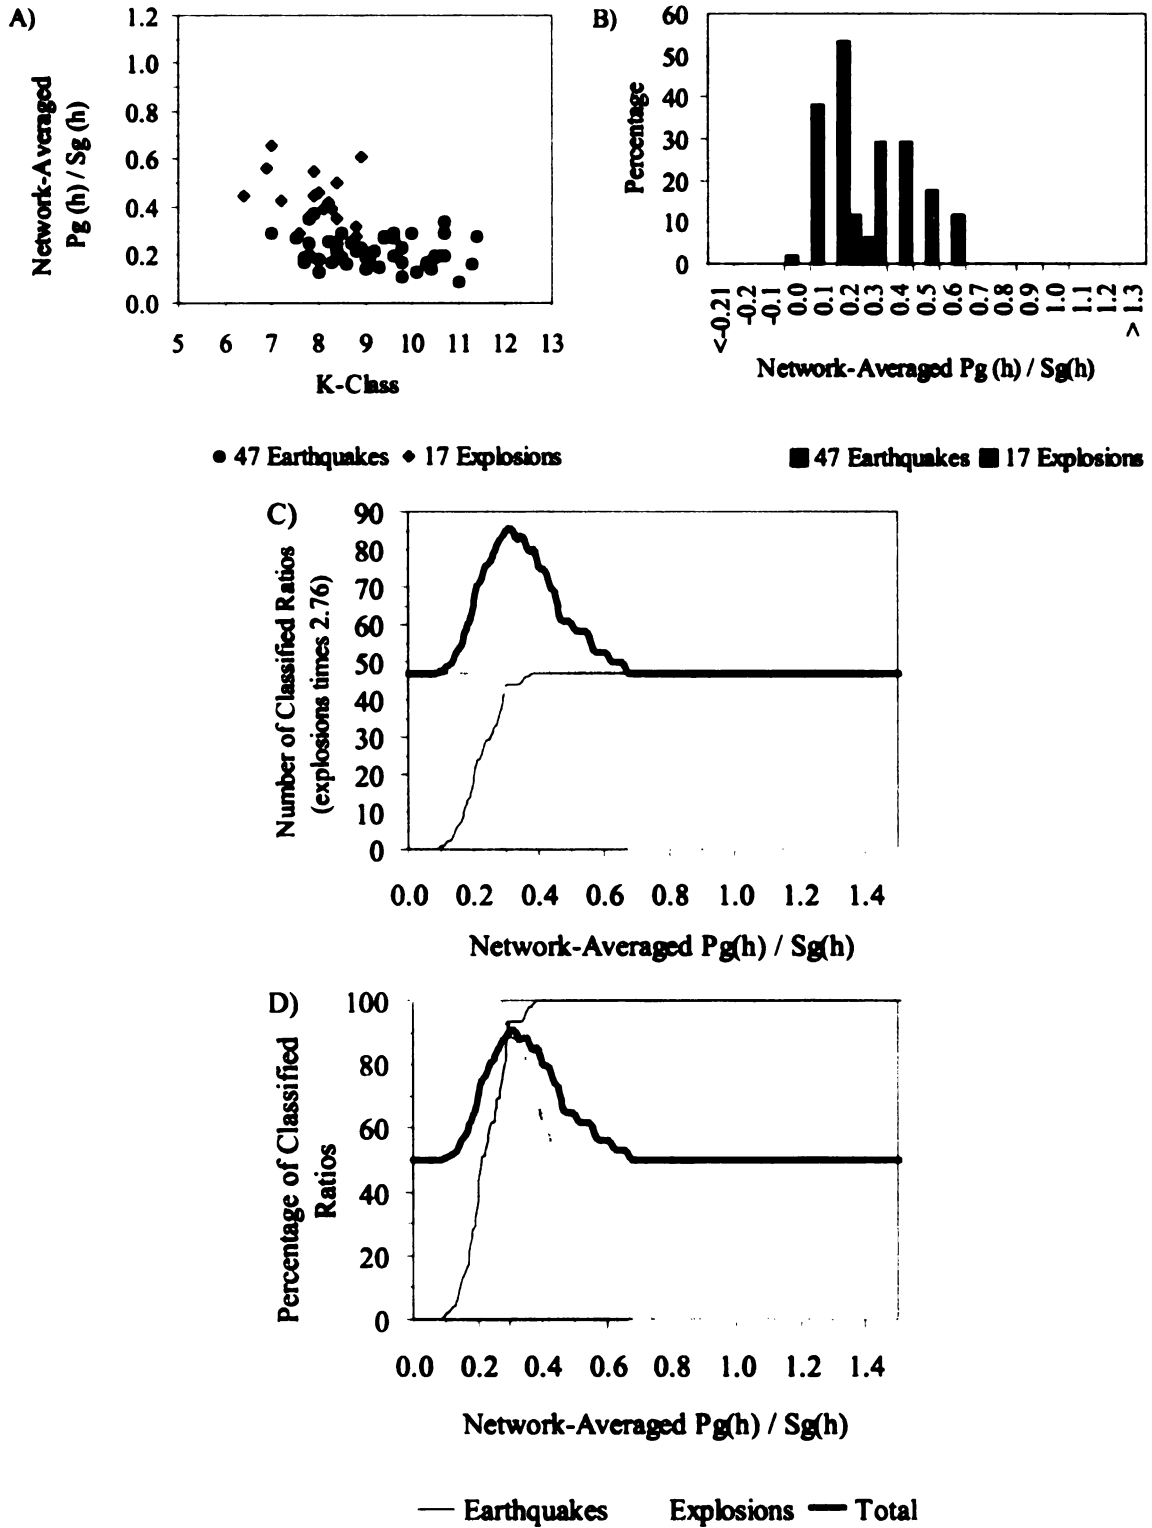 A)
Network-Averaged
Pg (h) / Sg (h)
1.2
1.0
0.8
0.6
0.4
0.2
0.0
5 6 7 8 9 10 11 12 13
K-Class
● 47 Earthquakes ◆ 17 Explosions
B)
Percentage
60
50
40
30
20
10
0
<-0.21 -0.2 -0.1 0.0 0.1 0.2 0.3 0.4 0.5 0.6 0.7 0.8 0.9 1.0 1.1 1.2 > 1.3
Network-Averaged Pg (h) / Sg(h)
■ 47 Earthquakes ■ 17 Explosions
C)
Number of Classified Ratios
(explosions times 2.76)
90
80
70
60
50
40
30
20
10
0
0.0 0.2 0.4 0.6 0.8 1.0 1.2 1.4
Network-Averaged Pg(h) / Sg(h)
D)
Percentage of Classified
Ratios
100
80
60
40
20
0
0.0 0.2 0.4 0.6 0.8 1.0 1.2 1.4
Network-Averaged Pg(h) / Sg(h)
Earthquakes Explosions Total